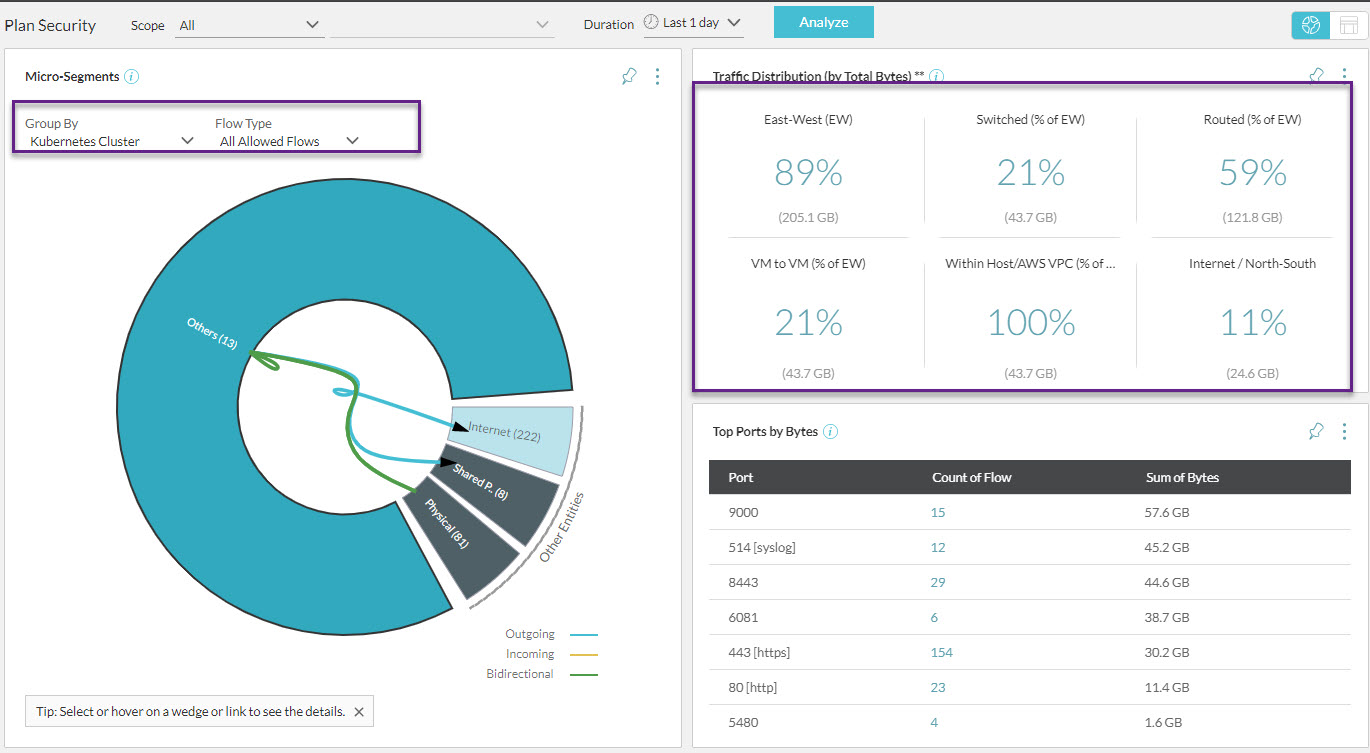 Plan Security Scope All Duration Last 1 day Analyze
Micro-Segments
Group By Flow Type
Kubernetes Cluster All Allowed Flows
Others (13)
Internet (222)
Shared P.. (8)
Physical (81)
Other Entities
Outgoing
Incoming
Bidirectional
Tip: Select or hover on a wedge or link to see the details.
Traffic Distribution (by Total Bytes) **
East-West (EW) Switched (% of EW) Routed (% of EW)
89% 21% 59%
(205.1 GB) (43.7 GB) (121.8 GB)
VM to VM (% of EW) Within Host/AWS VPC (% of ... Internet / North-South
21% 100% 11%
(43.7 GB) (43.7 GB) (24.6 GB)
Top Ports by Bytes
Port Count of Flow Sum of Bytes
9000 15 57.6 GB
514 [syslog] 12 45.2 GB
8443 29 44.6 GB
6081 6 38.7 GB
443 [https] 154 30.2 GB
80 [http] 23 11.4 GB
5480 4 1.6 GB